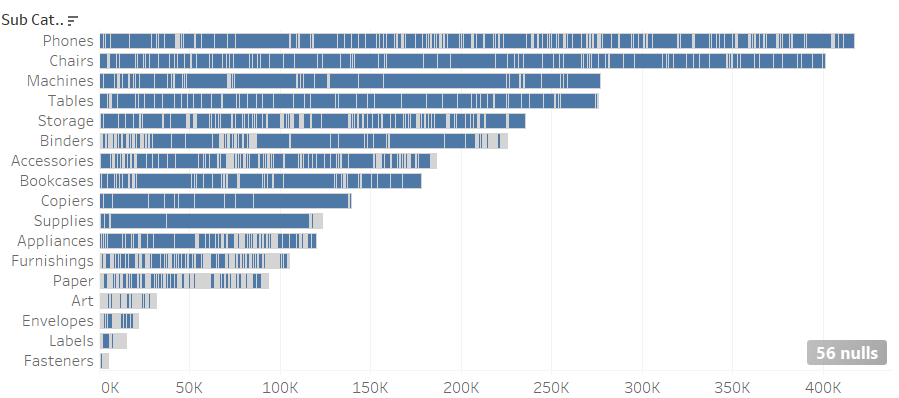 Sub Cat..
Phones
Chairs
Machines
Tables
Storage
Binders
Accessories
Bookcases
Copiers
Supplies
Appliances
Furnishings
Paper
Art
Envelopes
Labels
Fasteners
56 nulls
0K 50K 100K 150K 200K 250K 300K 350K 400K